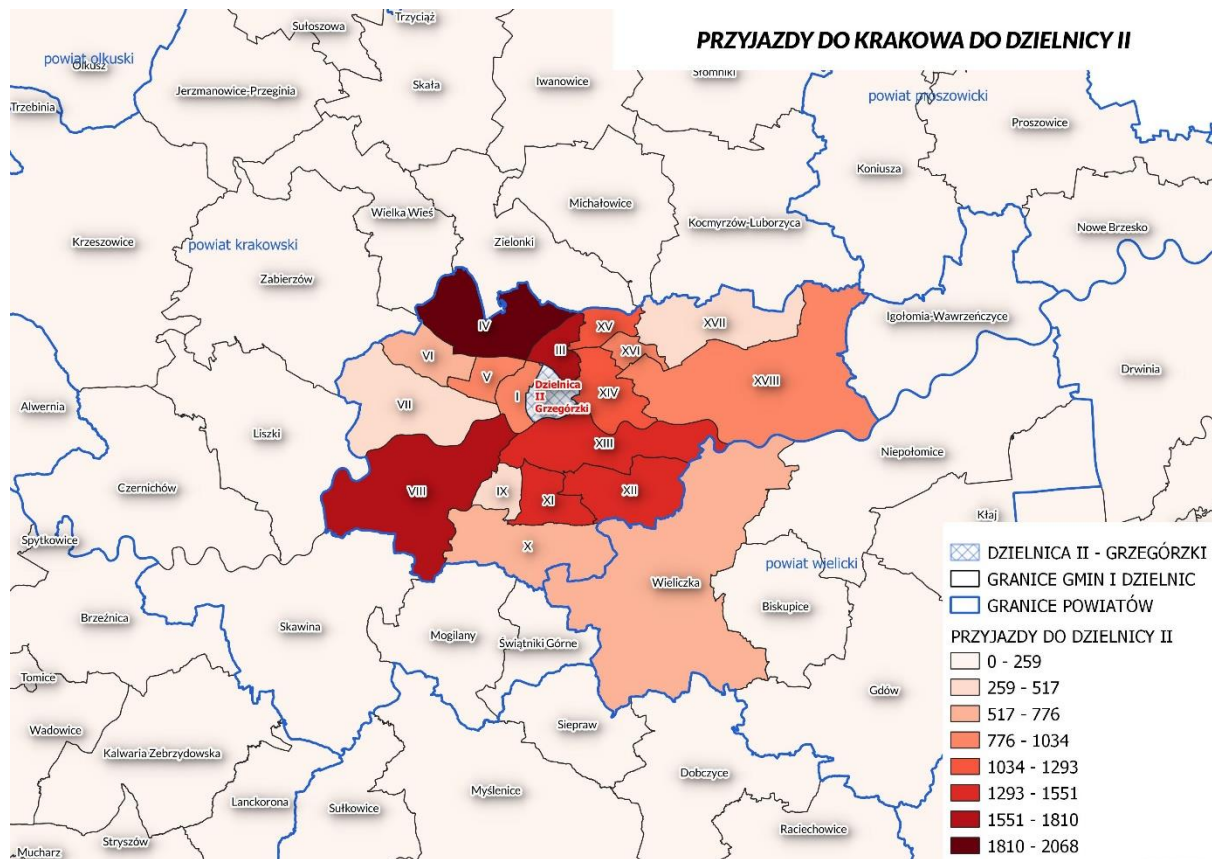 PRZYJAZDY DO KRAKOWA DO DZIELNICY II
Trzyciąż
Sułoszowa
powiat olkuski
Olkusz
Trzebinia
Jerzmanowice-Przeginia
Skała
Iwanowice
Słomniki
powiat proszowicki
Proszowice
Koniusza
Michałowice
Wielka Wieś
Kocmyrzów-Luborzyca
Nowe Brzesko
Zielonki
Krzeszowice
powiat krakowski
Zabierzów
Igołomia-Wawrzeńczyce
IV
XV
XVII
III
XVI
VI
V
XVIII
Drwinia
I
Dzielnica
II
Grzegórzki
XIV
VII
Alwernia
Liszki
XIII
Niepołomice
Czernichów
VIII
IX
XI
XII
Kłaj
Spytkowice
X
Wieliczka
powiat wielicki
Biskupice
Brzeźnica
Skawina
Mogilany
Świątniki Górne
Tomice
Gdów
Wadowice
Siepraw
Kalwaria Zebrzydowska
Dobczyce
Lanckorona
Sułkowice
Myślenice
Raciechowice
Stryszów
Mucharz
DZIELNICA II - GRZEGÓRZKI
GRANICE GMIN I DZIELNIC
GRANICE POWIATÓW
PRZYJAZDY DO DZIELNICY II
0 - 259
259 - 517
517 - 776
776 - 1034
1034 - 1293
1293 - 1551
1551 - 1810
1810 - 2068